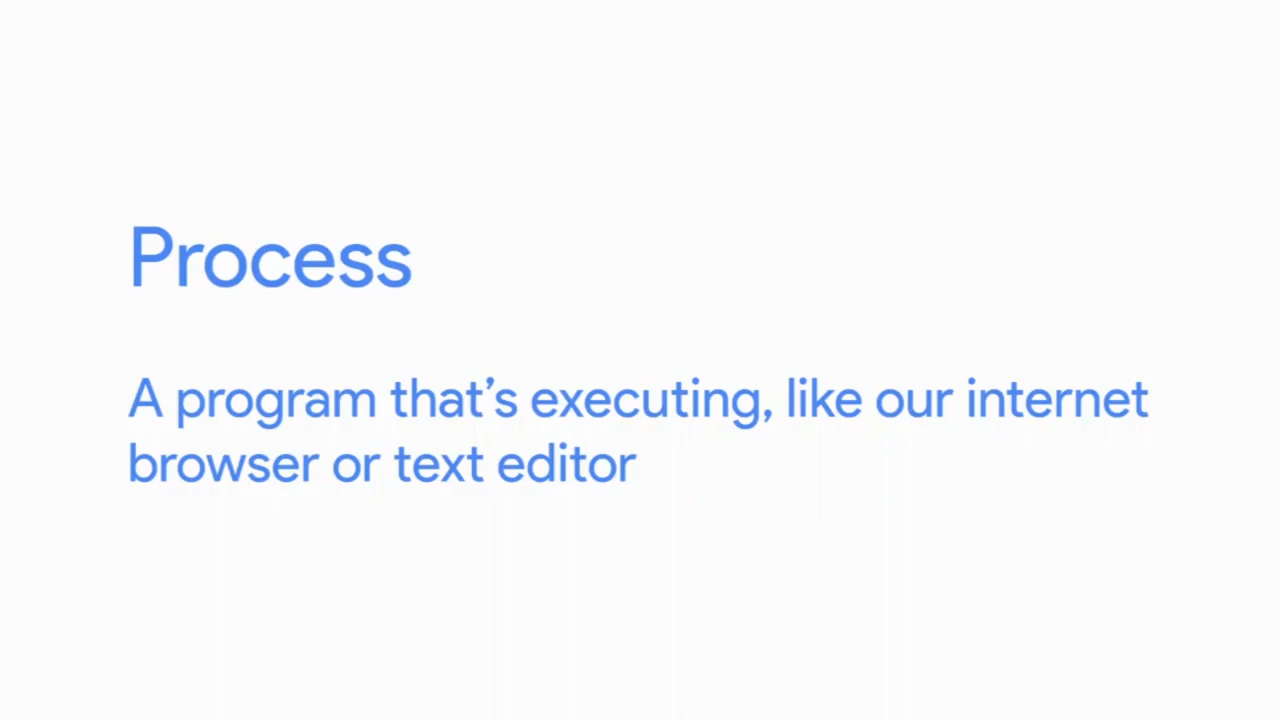 Process
A program that’s executing, like our internet
browser or text editor